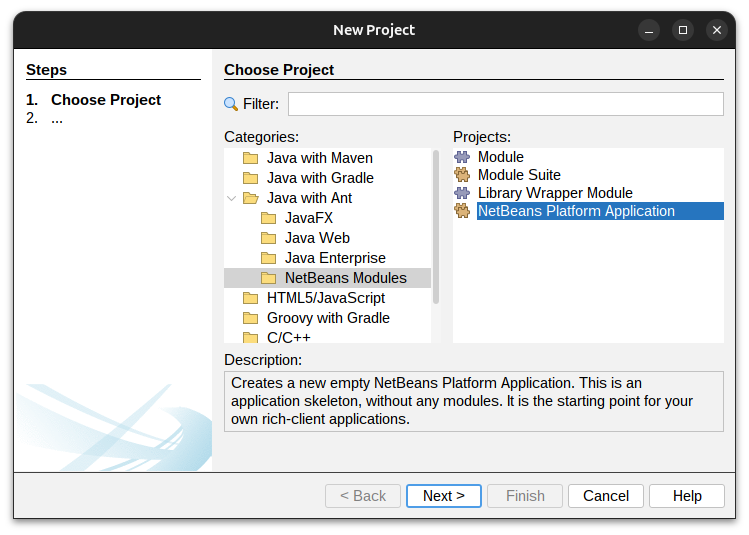 New Project
Steps
1. Choose Project
2. ...
Choose Project
Filter:
Categories:
Java with Maven
Java with Gradle
Java with Ant
JavaFX
Java Web
Java Enterprise
NetBeans Modules
HTML5/JavaScript
Groovy with Gradle
C/C++
Projects:
Module
Module Suite
Library Wrapper Module
NetBeans Platform Application
Description:
Creates a new empty NetBeans Platform Application. This is an
application skeleton, without any modules. It is the starting point for your
own rich-client applications.
< Back
Next >
Finish
Cancel
Help